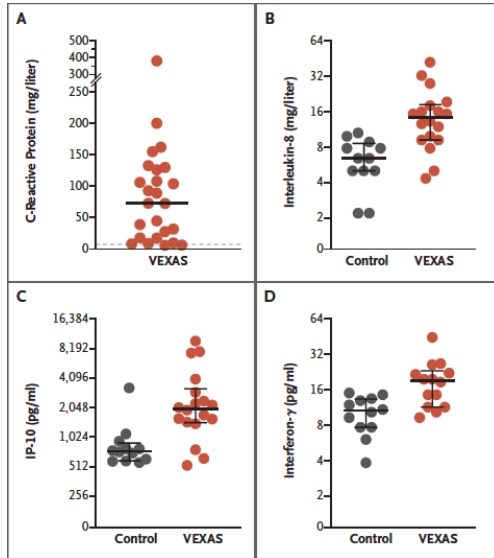 A
C-Reactive Protein (mg/liter)
500
400
300
250
200
150
100
50
0
VEXAS
B
Interleukin-8 (mg/liter)
64
32
16
8
4
2
0
Control VEXAS
C
IP-10 (pg/ml)
16,384
8,192
4,096
2,048
1,024
512
256
0
Control VEXAS
D
Interferon-γ (pg/ml)
64
32
16
8
4
0
Control VEXAS